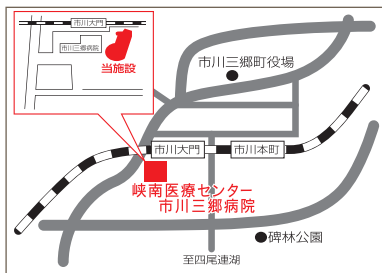 市川大門
市川三郷病院
当施設
市川三郷町役場
市川大門
市川本町
峡南医療センター
市川三郷病院
碑林公園
至四尾連湖